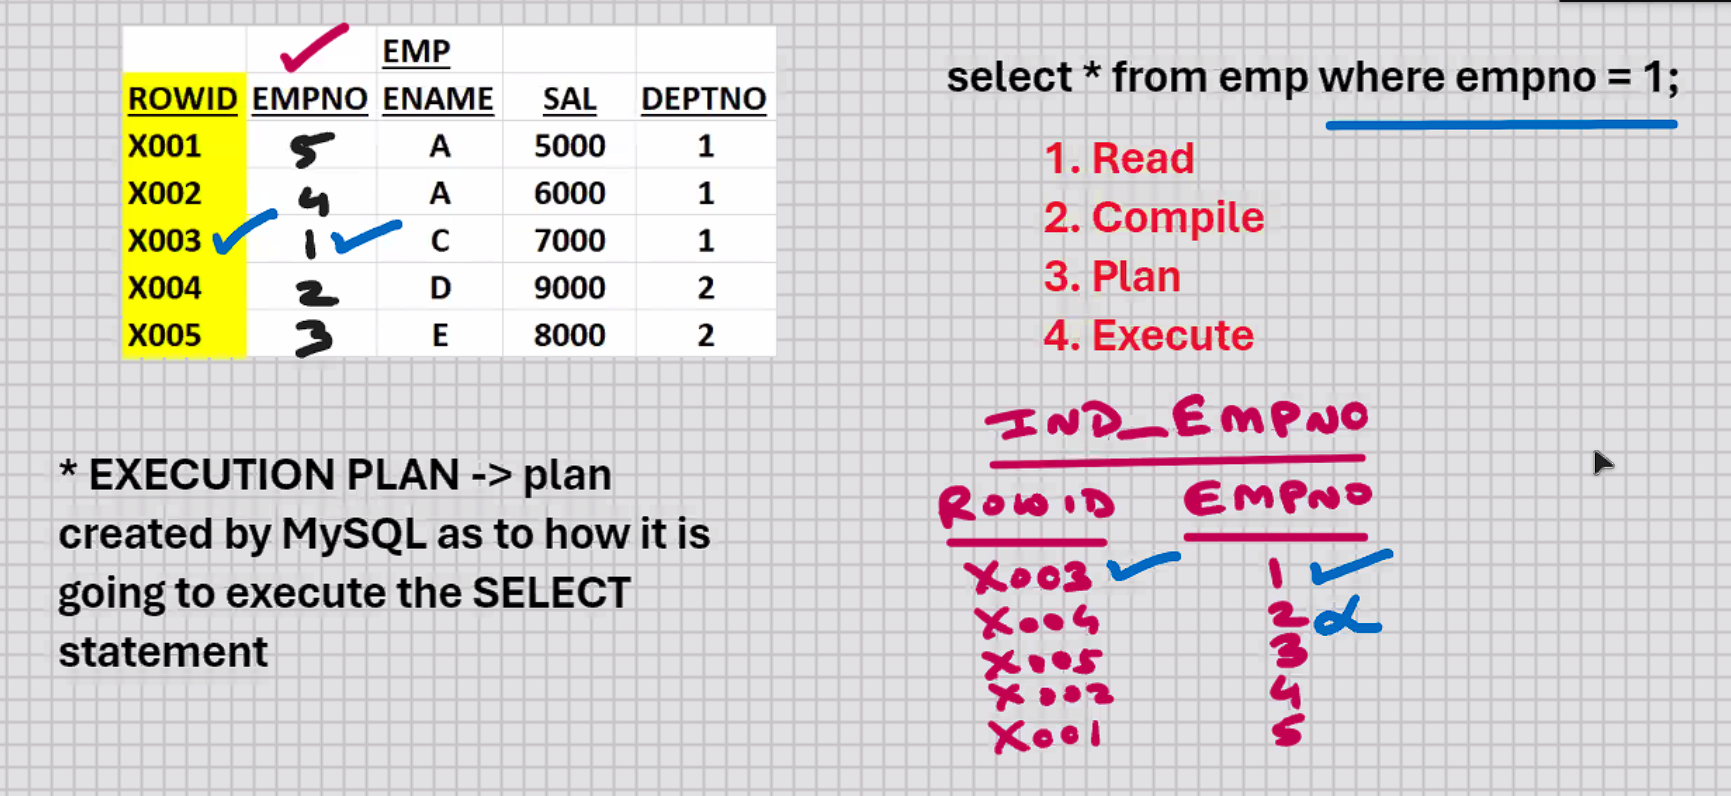 EMP
ROWID EMPNO ENAME SAL DEPTNO
X001 5 A 5000 1
X002 4 A 6000 1
X003 1 C 7000 1
X004 2 D 9000 2
X005 3 E 8000 2
* EXECUTION PLAN -> plan
created by MySQL as to how it is
going to execute the SELECT
statement
select * from emp where empno = 1;
1. Read
2. Compile
3. Plan
4. Execute
IND_EMPNO
ROWID EMPNO
X003 1
X004 2
X005 3
X002 4
X001 5